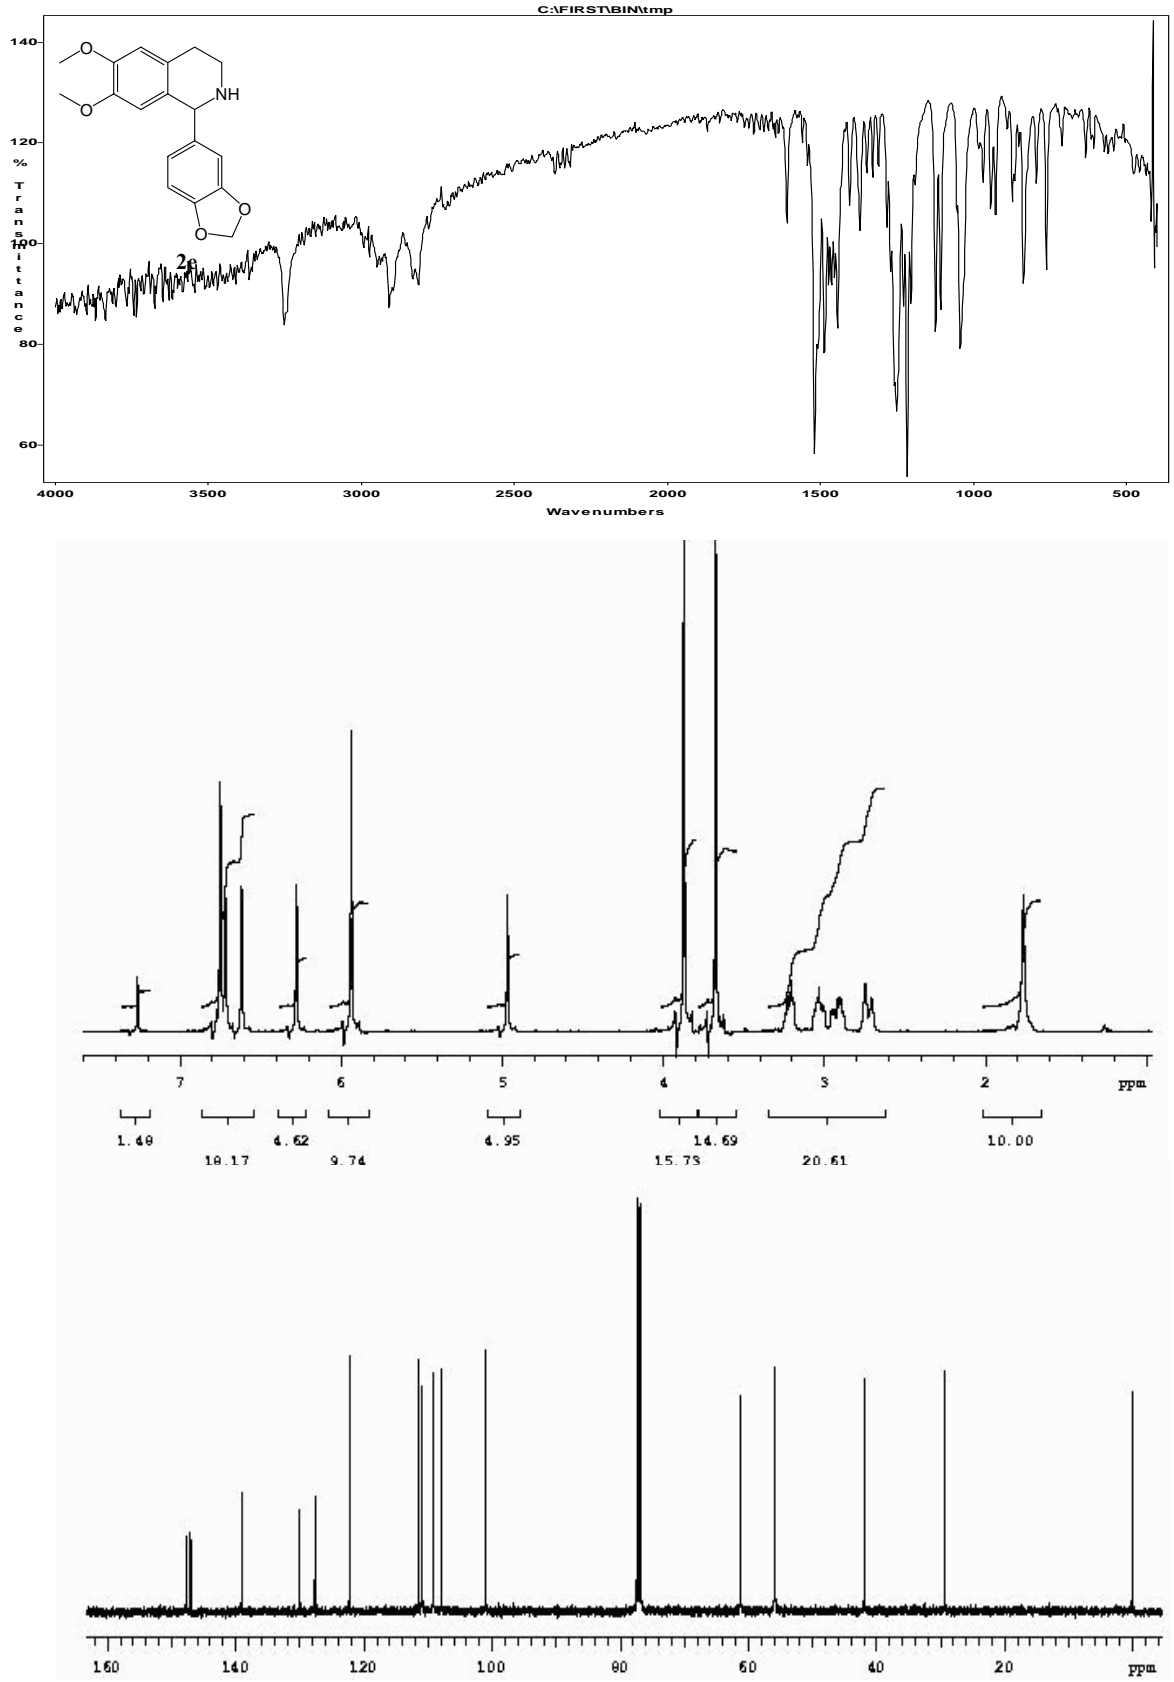 C:\FIRST\BIN\tmp
140
120
100
80
60
% Transmittance
O
O
NH
O
O
2e
4000 3500 3000 2500 2000 1500 1000 500
Wavenumbers
7 6 5 4 3 2 ppm
1.48 4.62 4.95 14.69 10.00
18.17 9.74 15.73 20.61
160 140 120 100 80 60 40 20 ppm